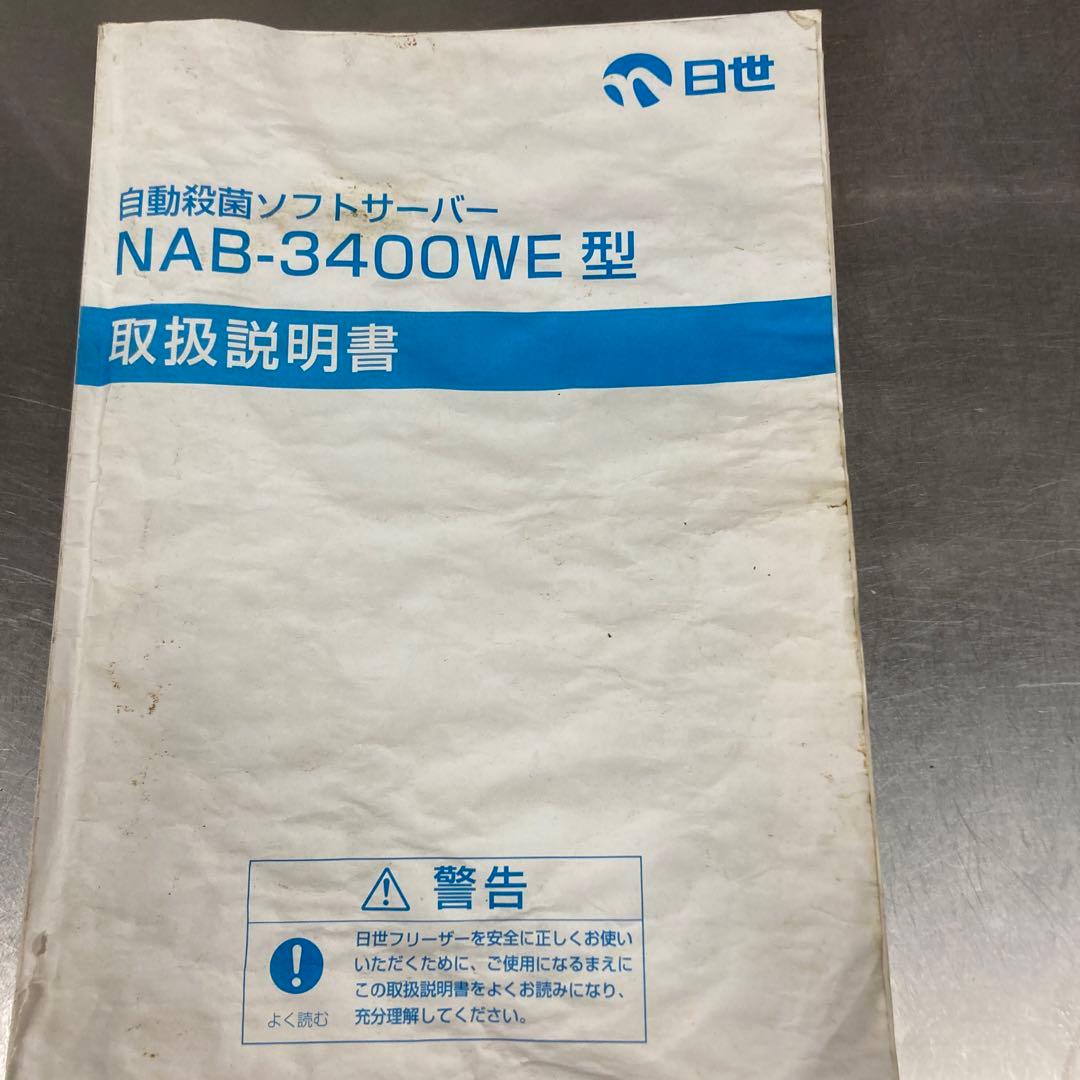 日世
自動殺菌ソフトサーバー
NAB-3400WE 型
取扱説明書
警告
日世フリーザーを安全に正しくお使い
いただくために、ご使用になるまえに
この取扱説明書をよくお読みになり、
充分理解してください。
よく読む